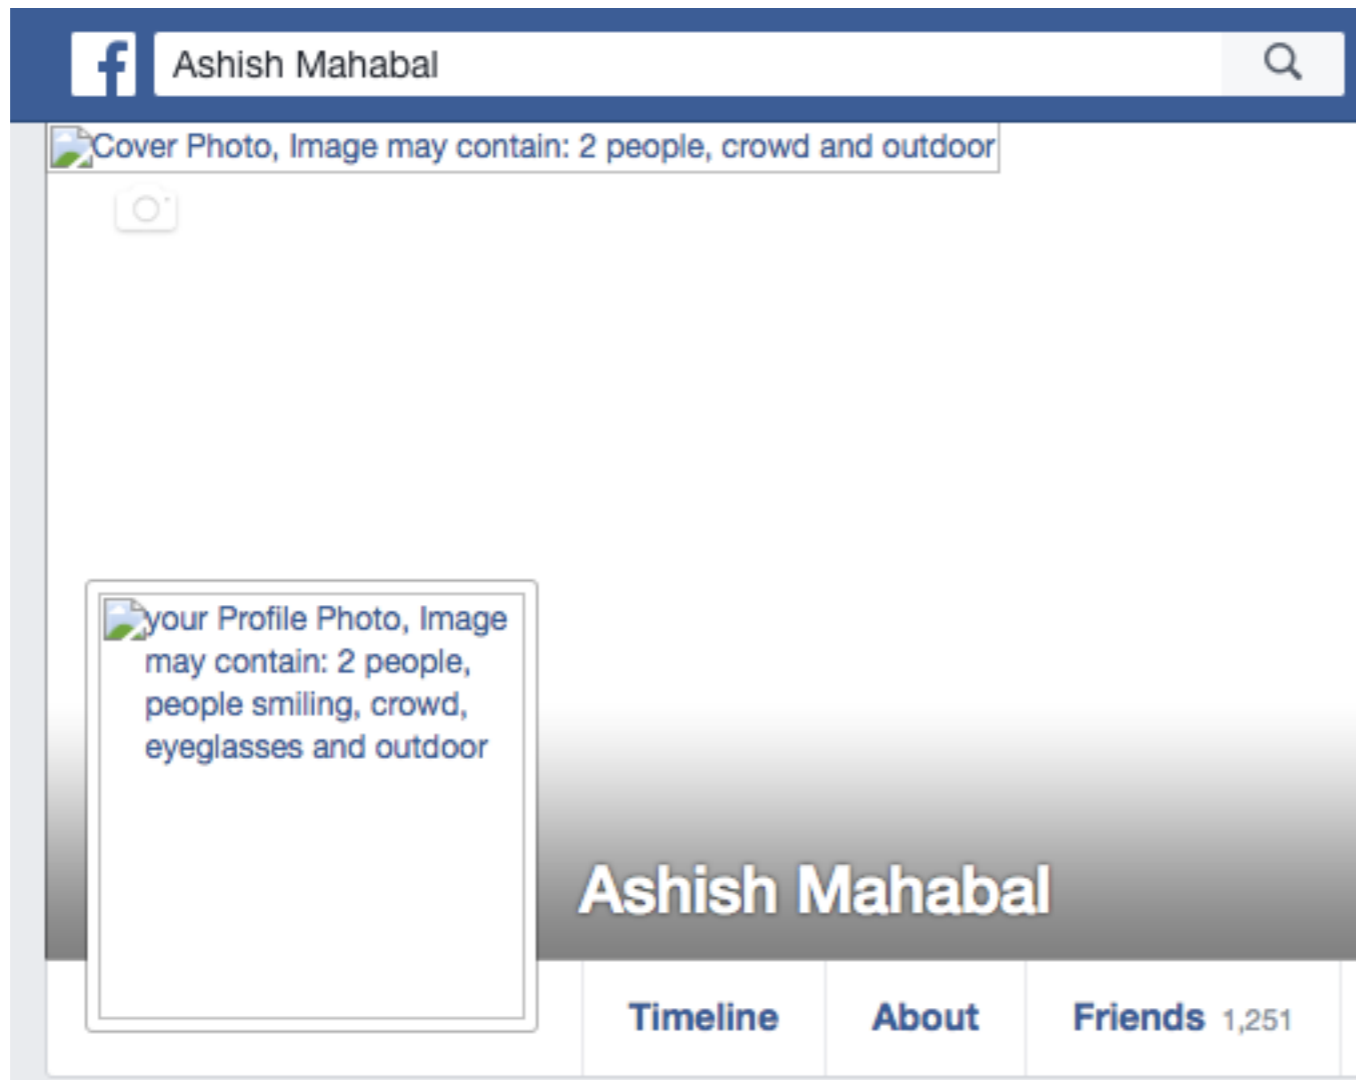 f
Ashish Mahabal
Cover Photo, Image may contain: 2 people, crowd and outdoor
your Profile Photo, Image
may contain: 2 people,
people smiling, crowd,
eyeglasses and outdoor
Ashish Mahabal
Timeline About Friends 1,251